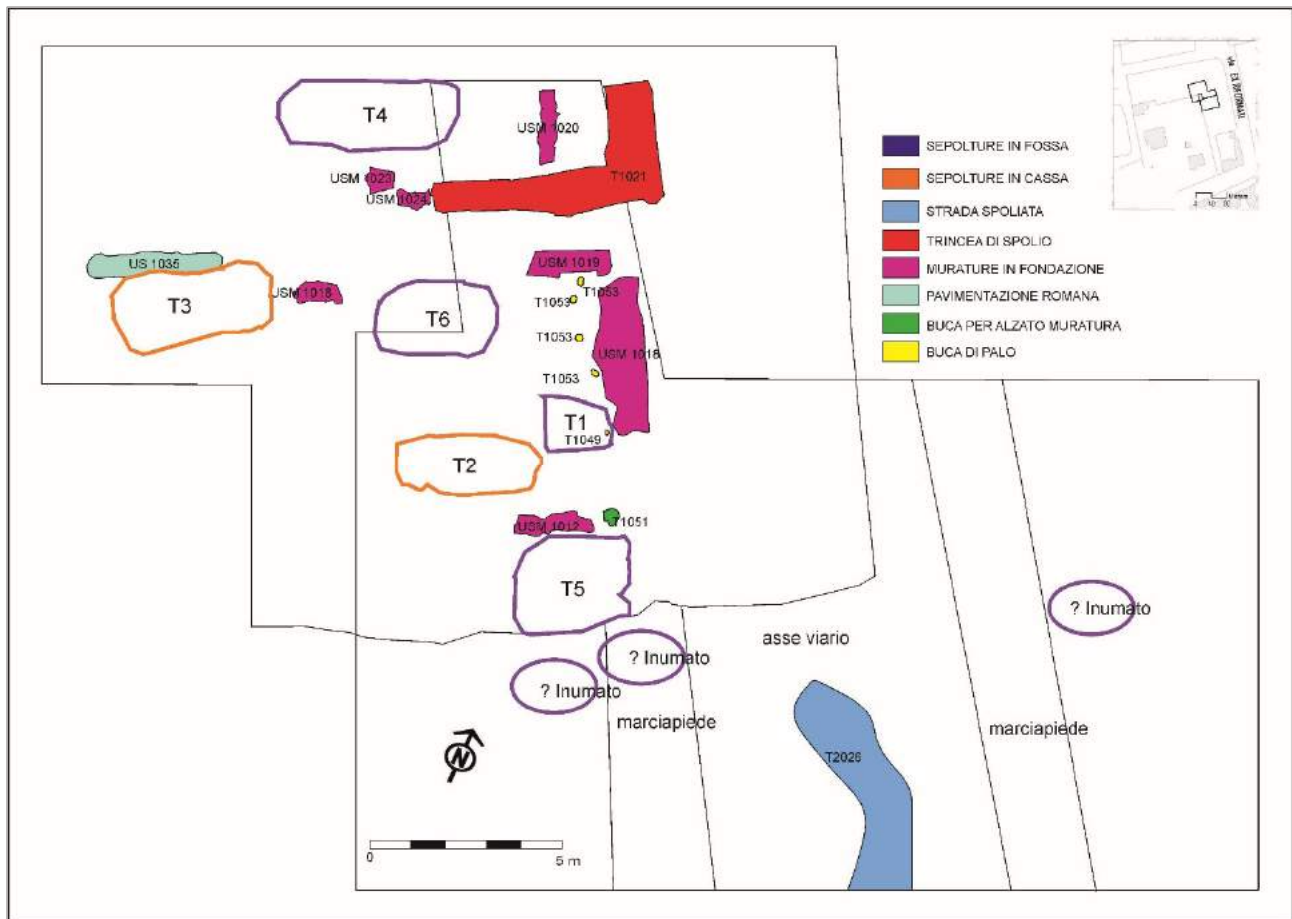 T4
USM 1020
USM 1023
USM 1024
T1021
US 1035
T3
USM 1018
T6
USM 1019
T1053
T1053
T1053
T1053
USM 1018
T1
T1049
T2
USM 1012
T1051
T5
? Inumato
? Inumato
? Inumato
asse viario
marciapiede
marciapiede
T2026
N
0
5 m
SEPOLTURE IN FOSSA
SEPOLTURE IN CASSA
STRADA SPOLIATA
TRINCEA DI SPOLIO
MURATURE IN FONDAZIONE
PAVIMENTAZIONE ROMANA
BUCA PER ALZATO MURATURA
BUCA DI PALO